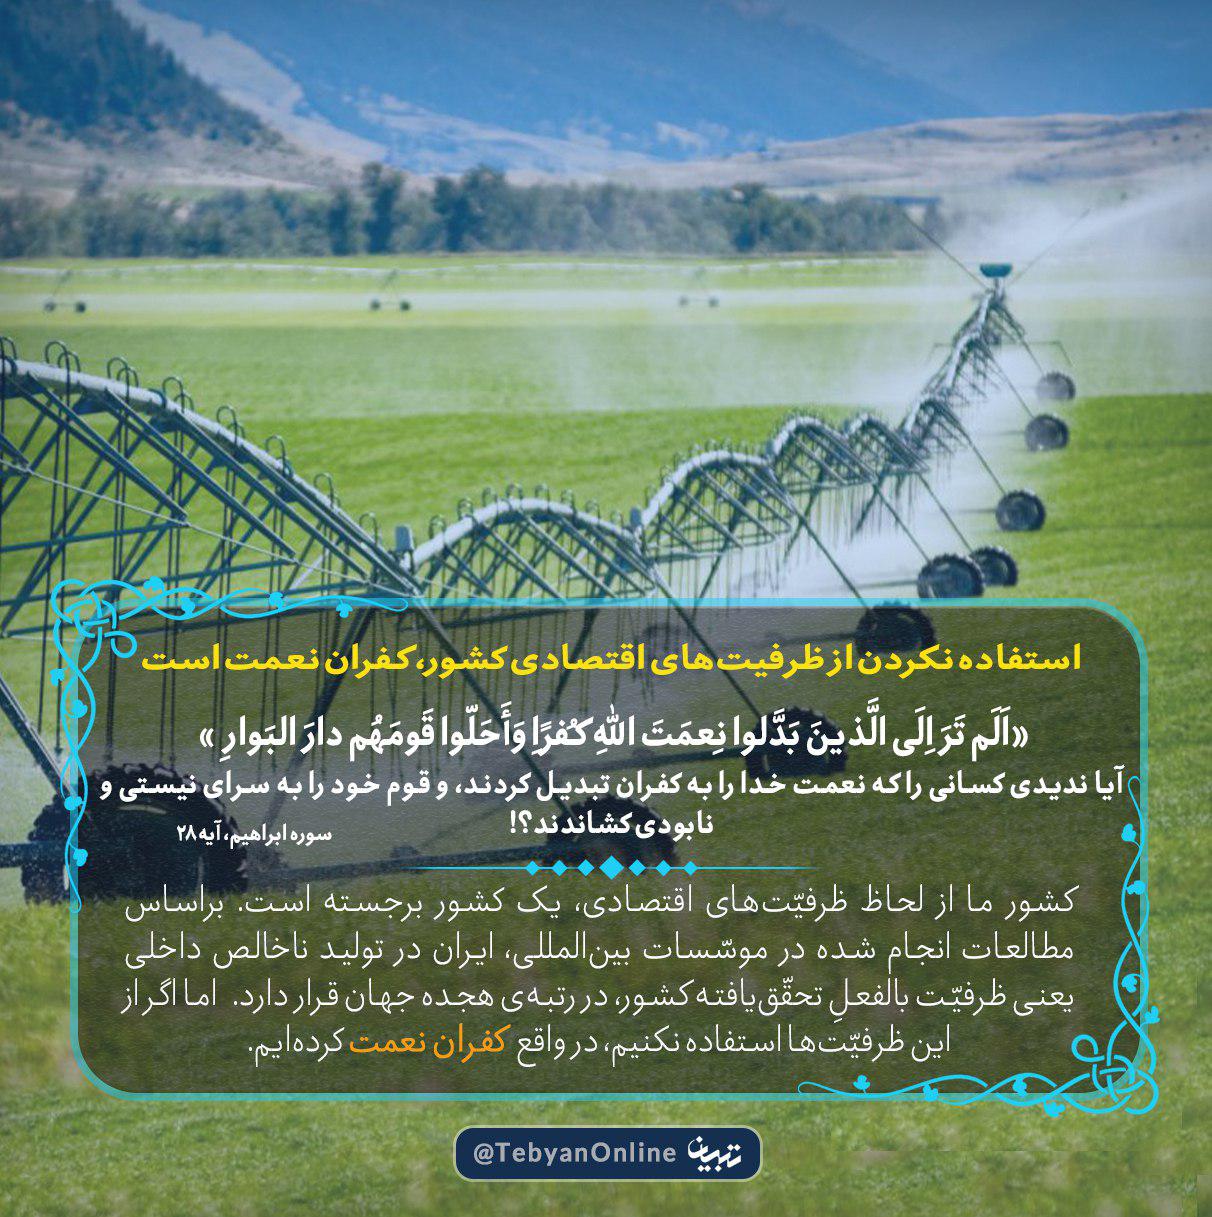 استفاده نکردن از ظرفیت‌های اقتصادی کشور، کفران نعمت است
«اَلَم تَرَ اِلَی الَّذینَ بَدَّلوا نِعمَتَ اللهِ کُفرًا وَأَحَلّوا قَومَهُم دارَ البَوارِ »
آیا ندیدی کسانی را که نعمت خدا را به کفران تبدیل کردند، و قوم خود را به سرای نیستی و
نابودی کشاندند؟!
سوره ابراهیم، آیه ۲۸
کشور ما از لحاظ ظرفیّت‌های اقتصادی، یک کشور برجسته است. براساس
مطالعات انجام شده در موسّسات بین‌المللی، ایران در تولید ناخالص داخلی
یعنی ظرفیّت بالفعلِ تحقّق‌یافته کشور، در رتبه‌ی هجده جهان قرار دارد. اما اگر از
این ظرفیّت‌ها استفاده نکنیم، در واقع کفران نعمت کرده‌ایم.
تبیین @TebyanOnline